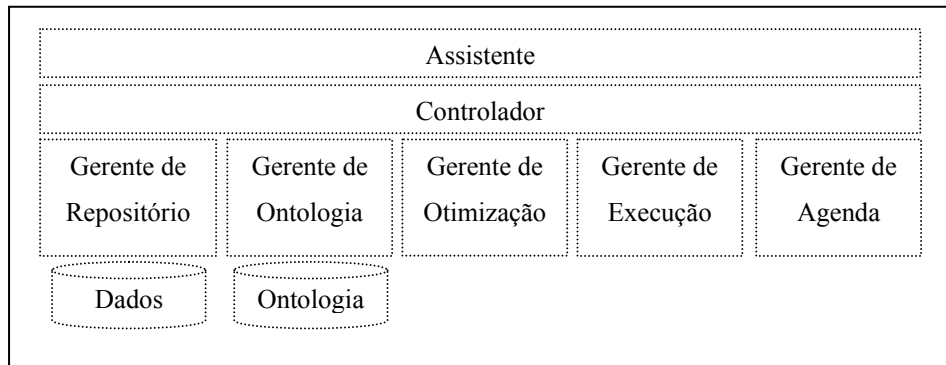 Assistente
Controlador
Gerente de
Repositório
Gerente de
Ontologia
Gerente de
Otimização
Gerente de
Execução
Gerente de
Agenda
Dados
Ontologia